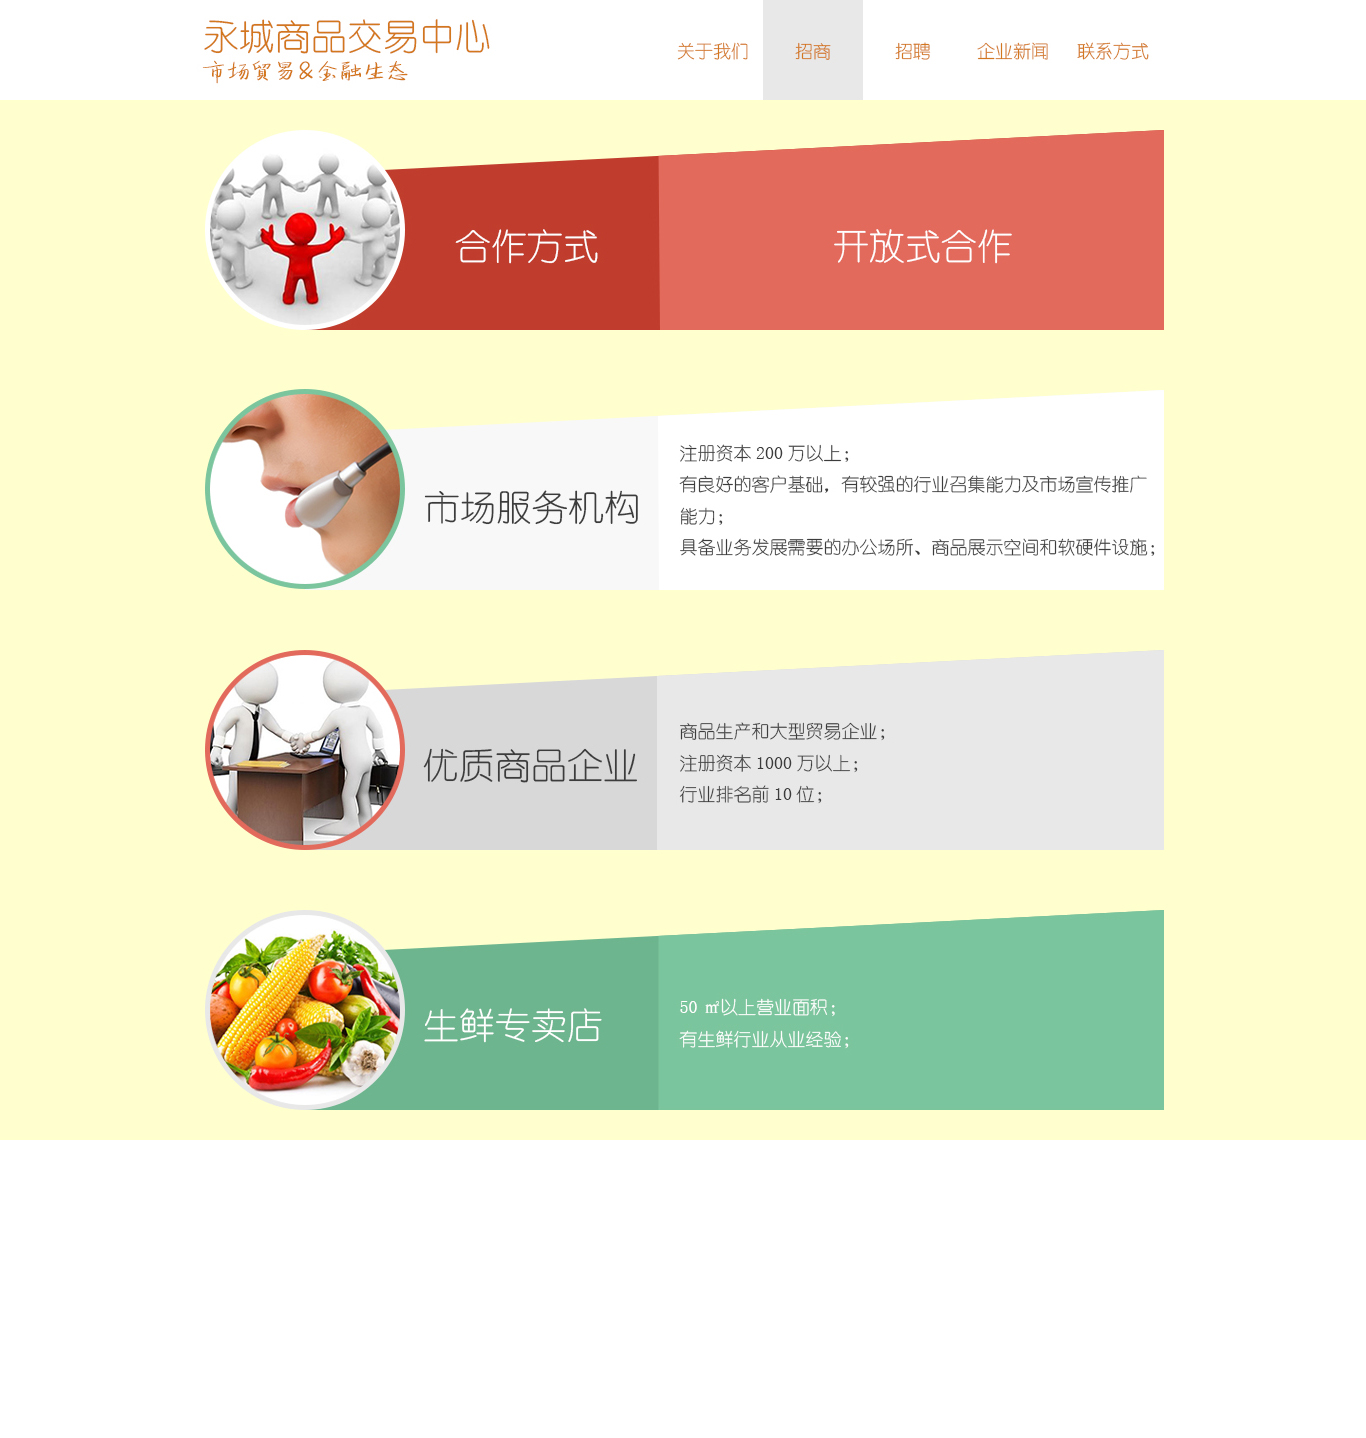 永城商品交易中心
市场贸易&金融生态
关于我们 招商 招聘 企业新闻 联系方式
合作方式
开放式合作
市场服务机构
注册资本 200 万以上；
有良好的客户基础，有较强的行业召集能力及市场宣传推广
能力；
具备业务发展需要的办公场所、商品展示空间和软硬件设施；
优质商品企业
商品生产和大型贸易企业；
注册资本 1000 万以上；
行业排名前 10 位；
生鲜专卖店
50 ㎡以上营业面积；
有生鲜行业从业经验；